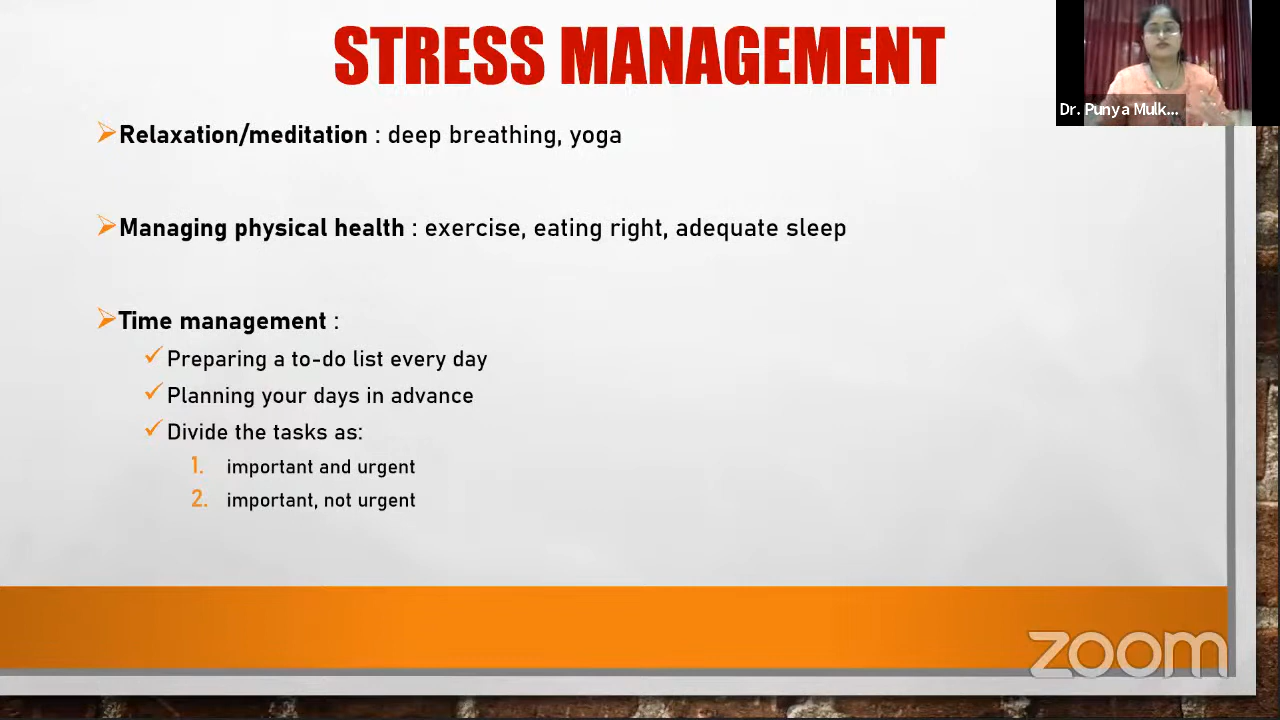 STRESS MANAGEMENT
Dr. Punya Mulk...
Relaxation/meditation : deep breathing, yoga
Managing physical health : exercise, eating right, adequate sleep
Time management :
Preparing a to-do list every day
Planning your days in advance
Divide the tasks as:
1. important and urgent
2. important, not urgent
zoom